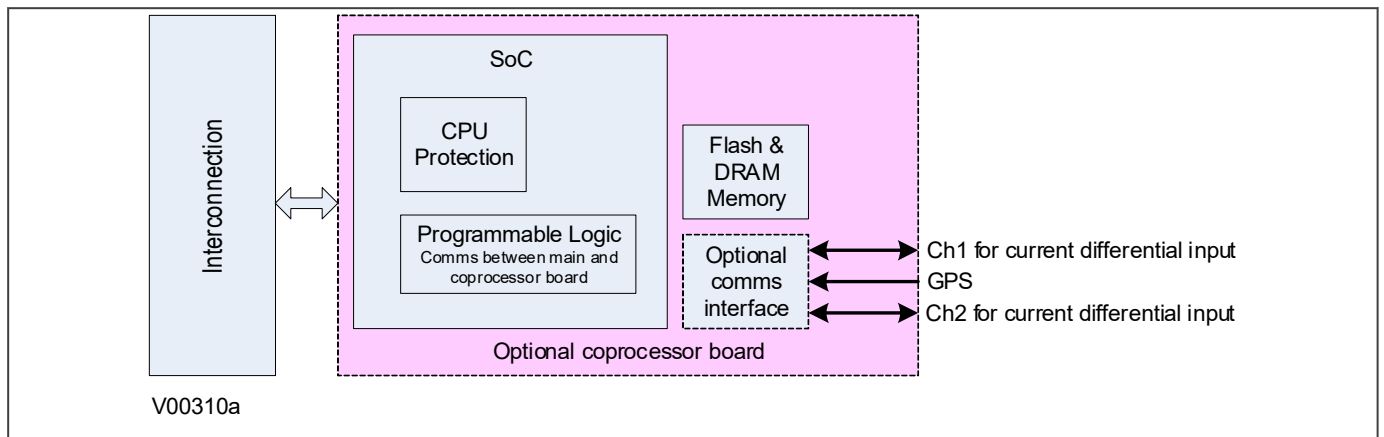 Interconnection
SoC
CPU
Protection
Programmable Logic
Comms between main and
coprocessor board
Flash &
DRAM
Memory
Optional
comms
interface
Ch1 for current differential input
GPS
Ch2 for current differential input
Optional coprocessor board
V00310a